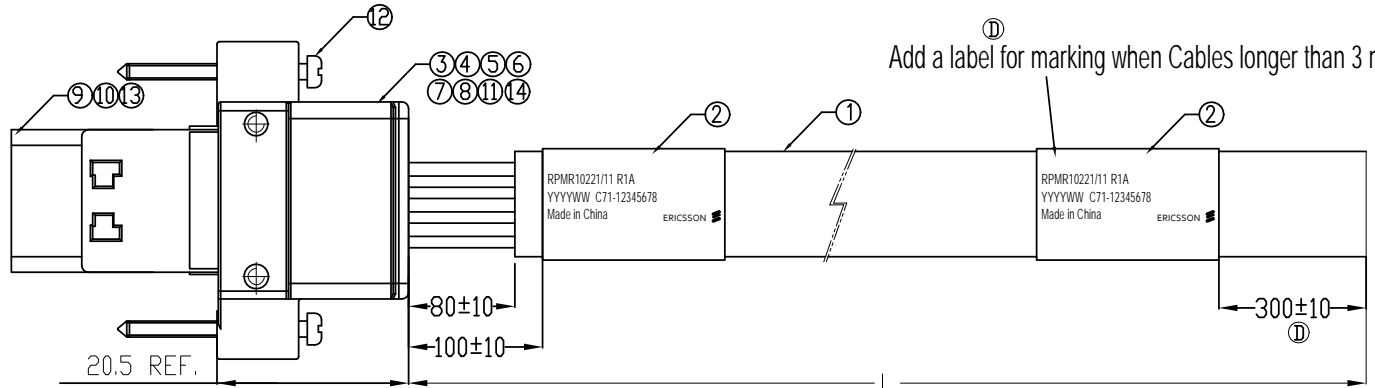 ⑫
Ⓓ
Add a label for marking when Cables longer than 3
③④⑤⑥
⑨⑩⑬
⑦⑧⑪⑭
②
①
②
RPMR10221/11 R1A
YYYYWW C71-12345678
Made in China
ERICSSON
RPMR10221/11 R1A
YYYYWW C71-12345678
Made in China
ERICSSON
80±10
300±10
Ⓓ
100±10
20.5 REF.
L